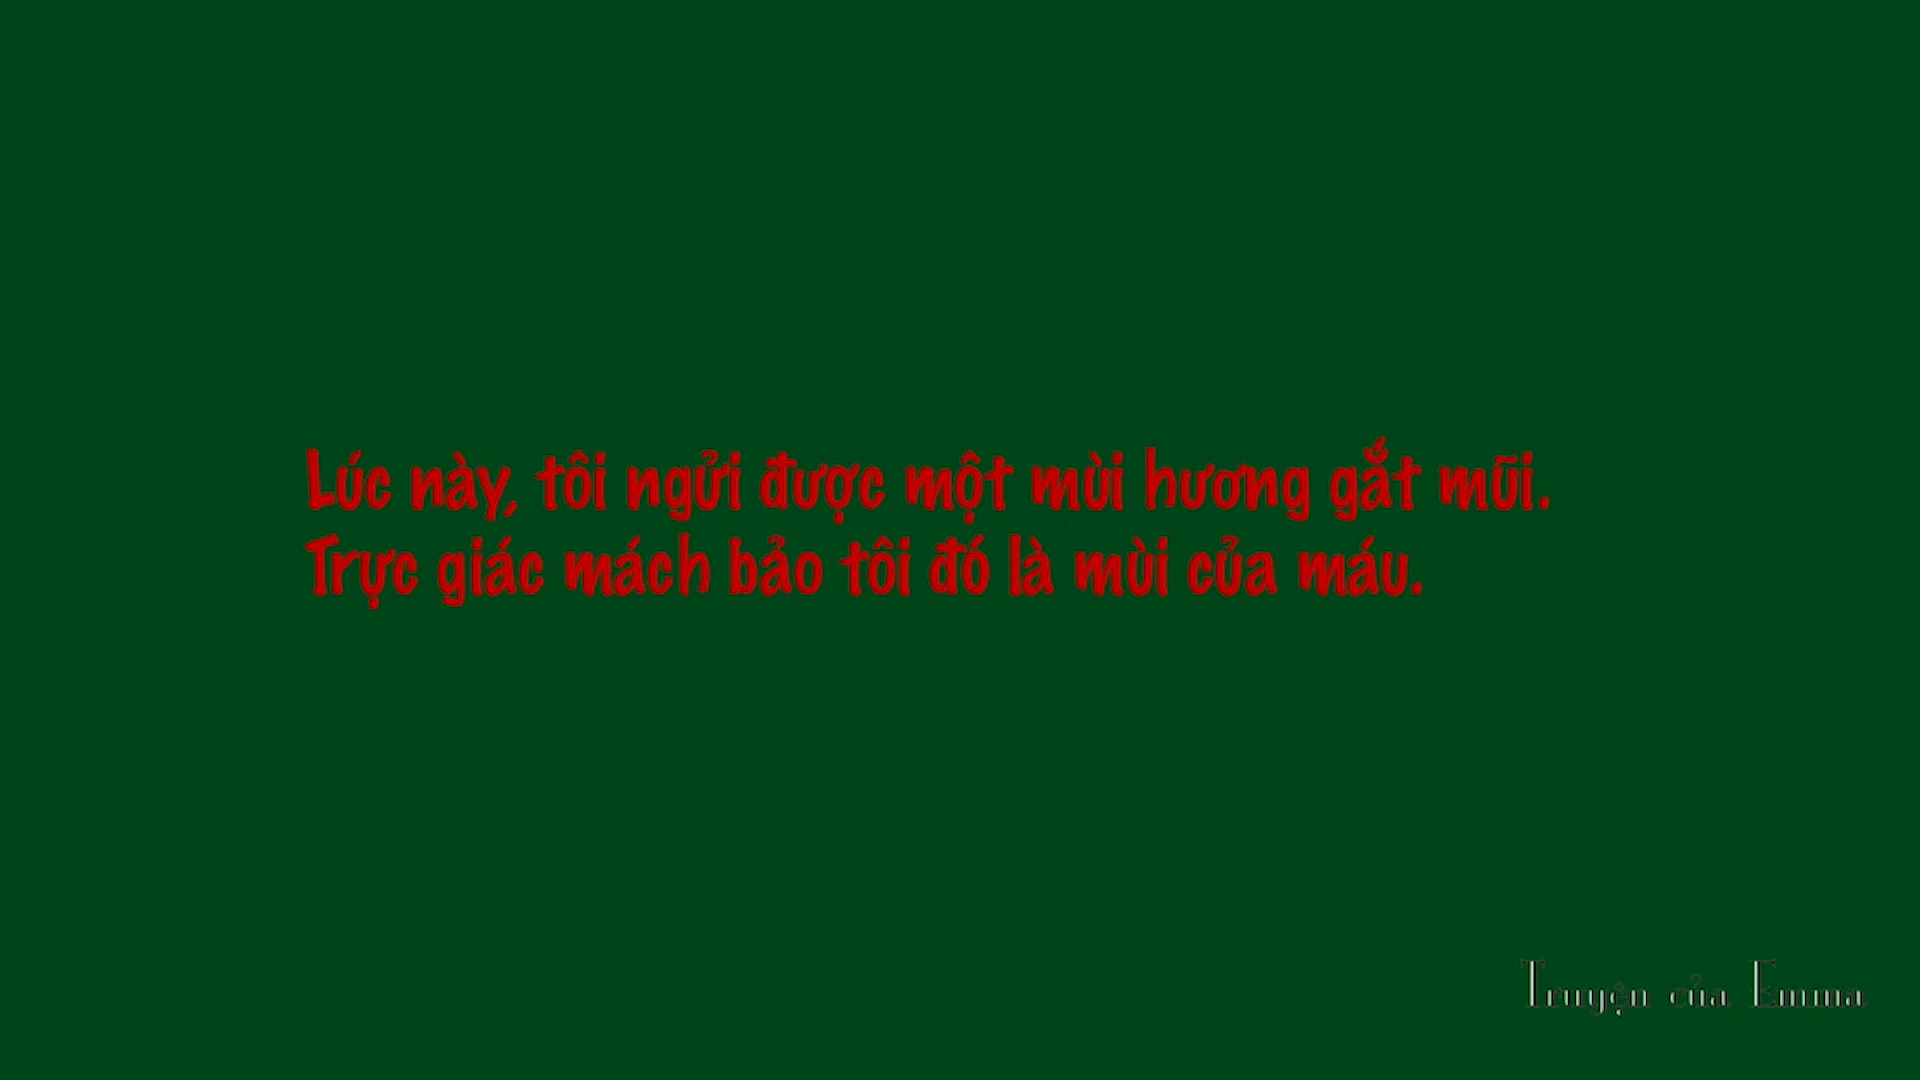 Lúc này, tôi ngửi được một mùi hương gắt mũi.
Trực giác mách bảo tôi đó là mùi của máu.
Truyện của Emma